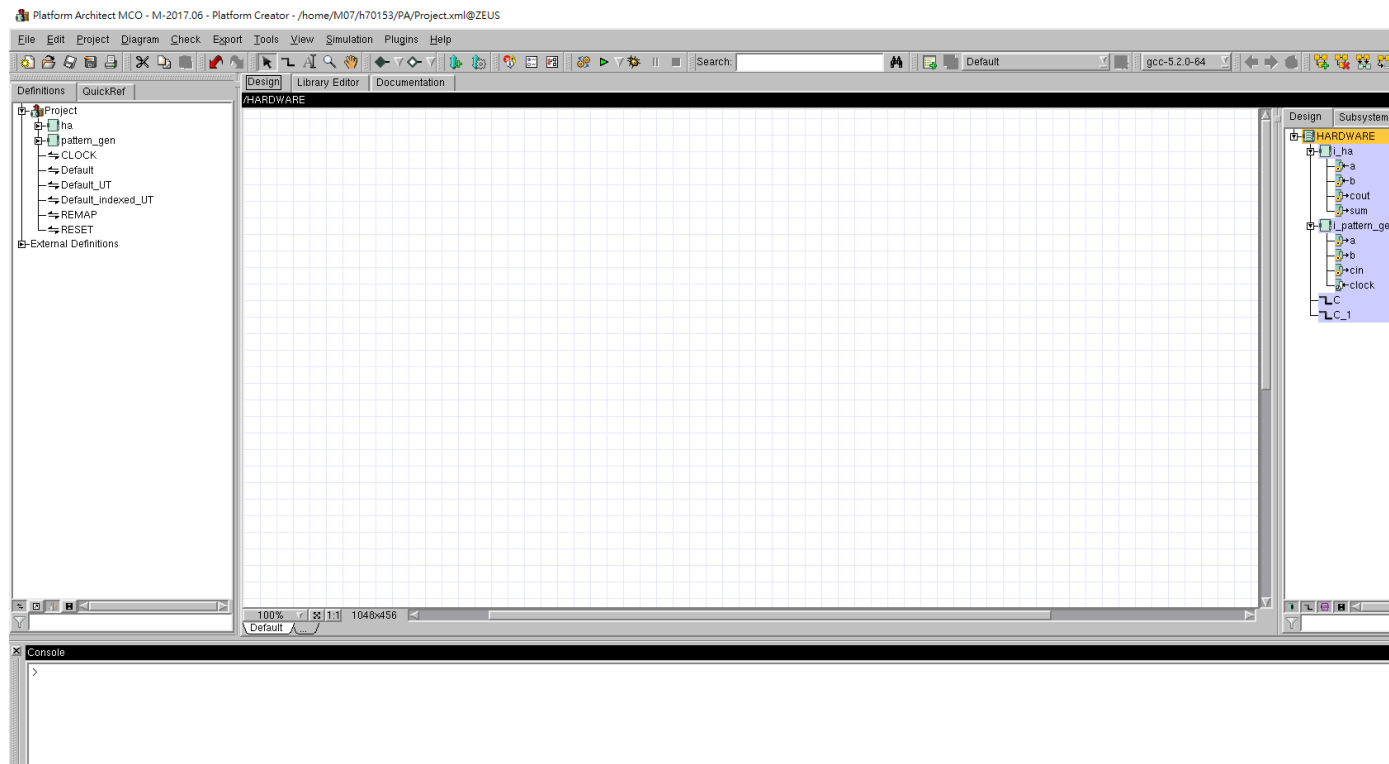 Platform Architect MCO - M-2017.06 - Platform Creator - /home/M07/h70153/PA/Project.xml@ZEUS
File Edit Project Diagram Check Export Tools View Simulation Plugins Help
Search: Default gcc-5.2.0-64
Definitions QuickRef
Design Library Editor Documentation
/HARDWARE
Project
ha
pattern_gen
CLOCK
Default
Default_UT
Default_indexed_UT
REMAP
RESET
External Definitions
Design Subsystem
HARDWARE
i_ha
a
b
cout
sum
i_pattern_ge
a
b
cin
clock
C
C_1
100% 1:1 1048x456
Default ...
Console
>